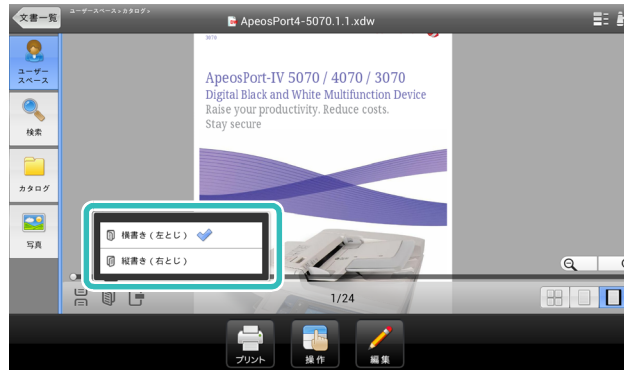 文書一覧
ユーザースペース>カタログ>
ApeosPort4-5070.1.1.xdw
ユーザー
スペース
検索
カタログ
写真
3070
ApeosPort-IV 5070 / 4070 / 3070
Digital Black and White Multifunction Device
Raise your productivity. Reduce costs.
Stay secure
横書き(左とじ)
縦書き(右とじ)
1/24
プリント
操作
編集